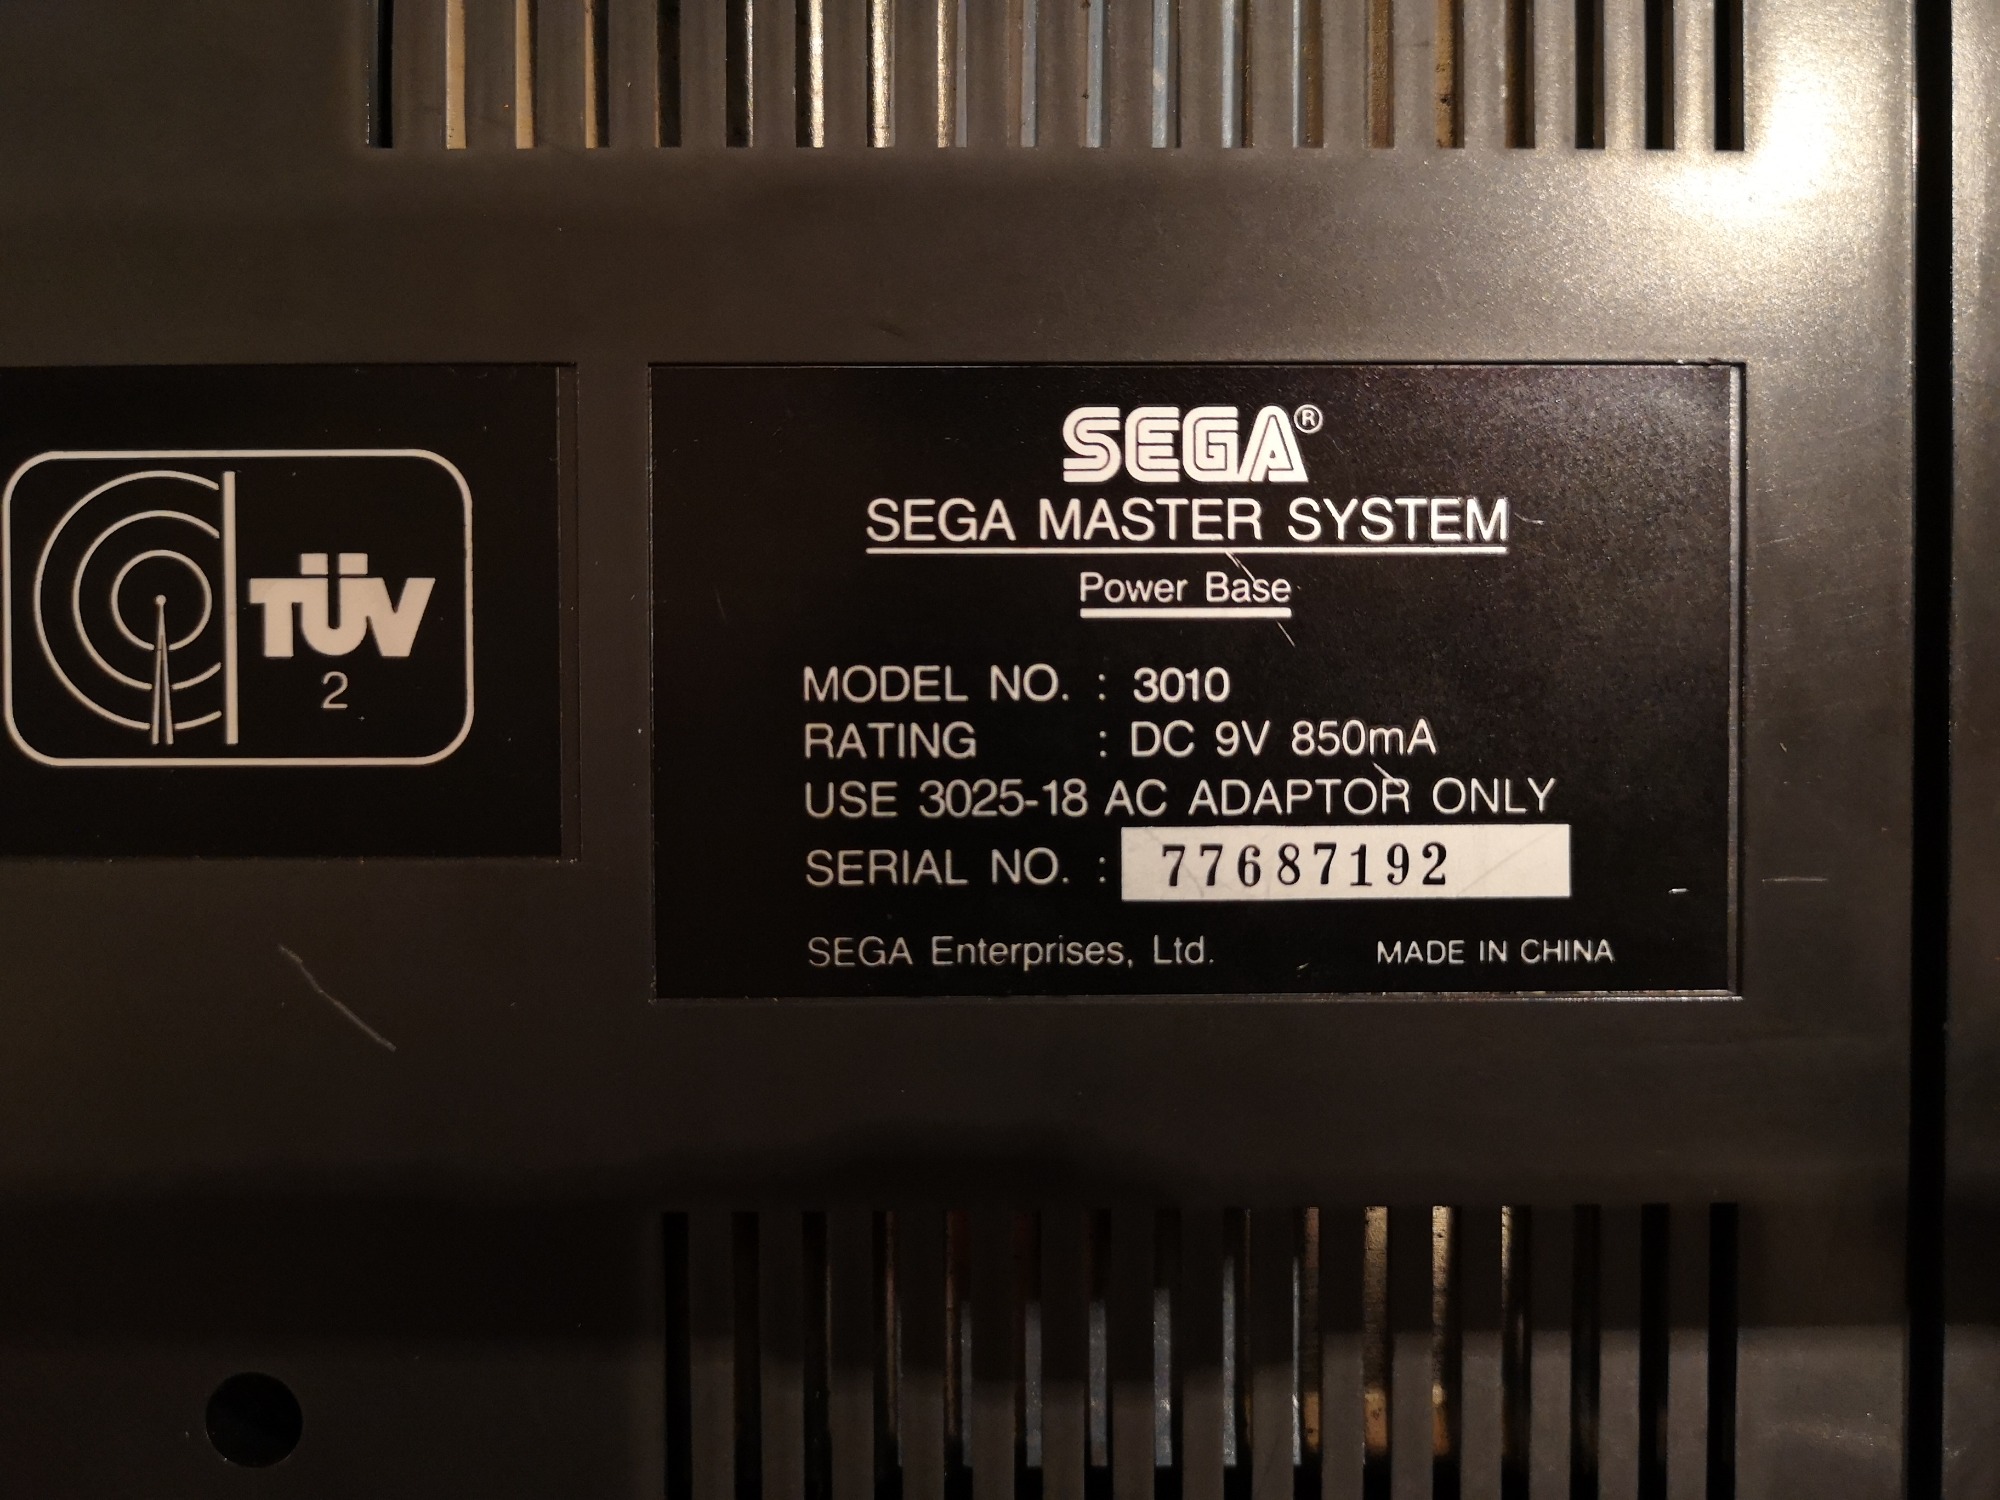 TÜV
2
SEGA®
SEGA MASTER SYSTEM
Power Base
MODEL NO. : 3010
RATING : DC 9V 850mA
USE 3025-18 AC ADAPTOR ONLY
SERIAL NO. : 77687192
SEGA Enterprises, Ltd. MADE IN CHINA